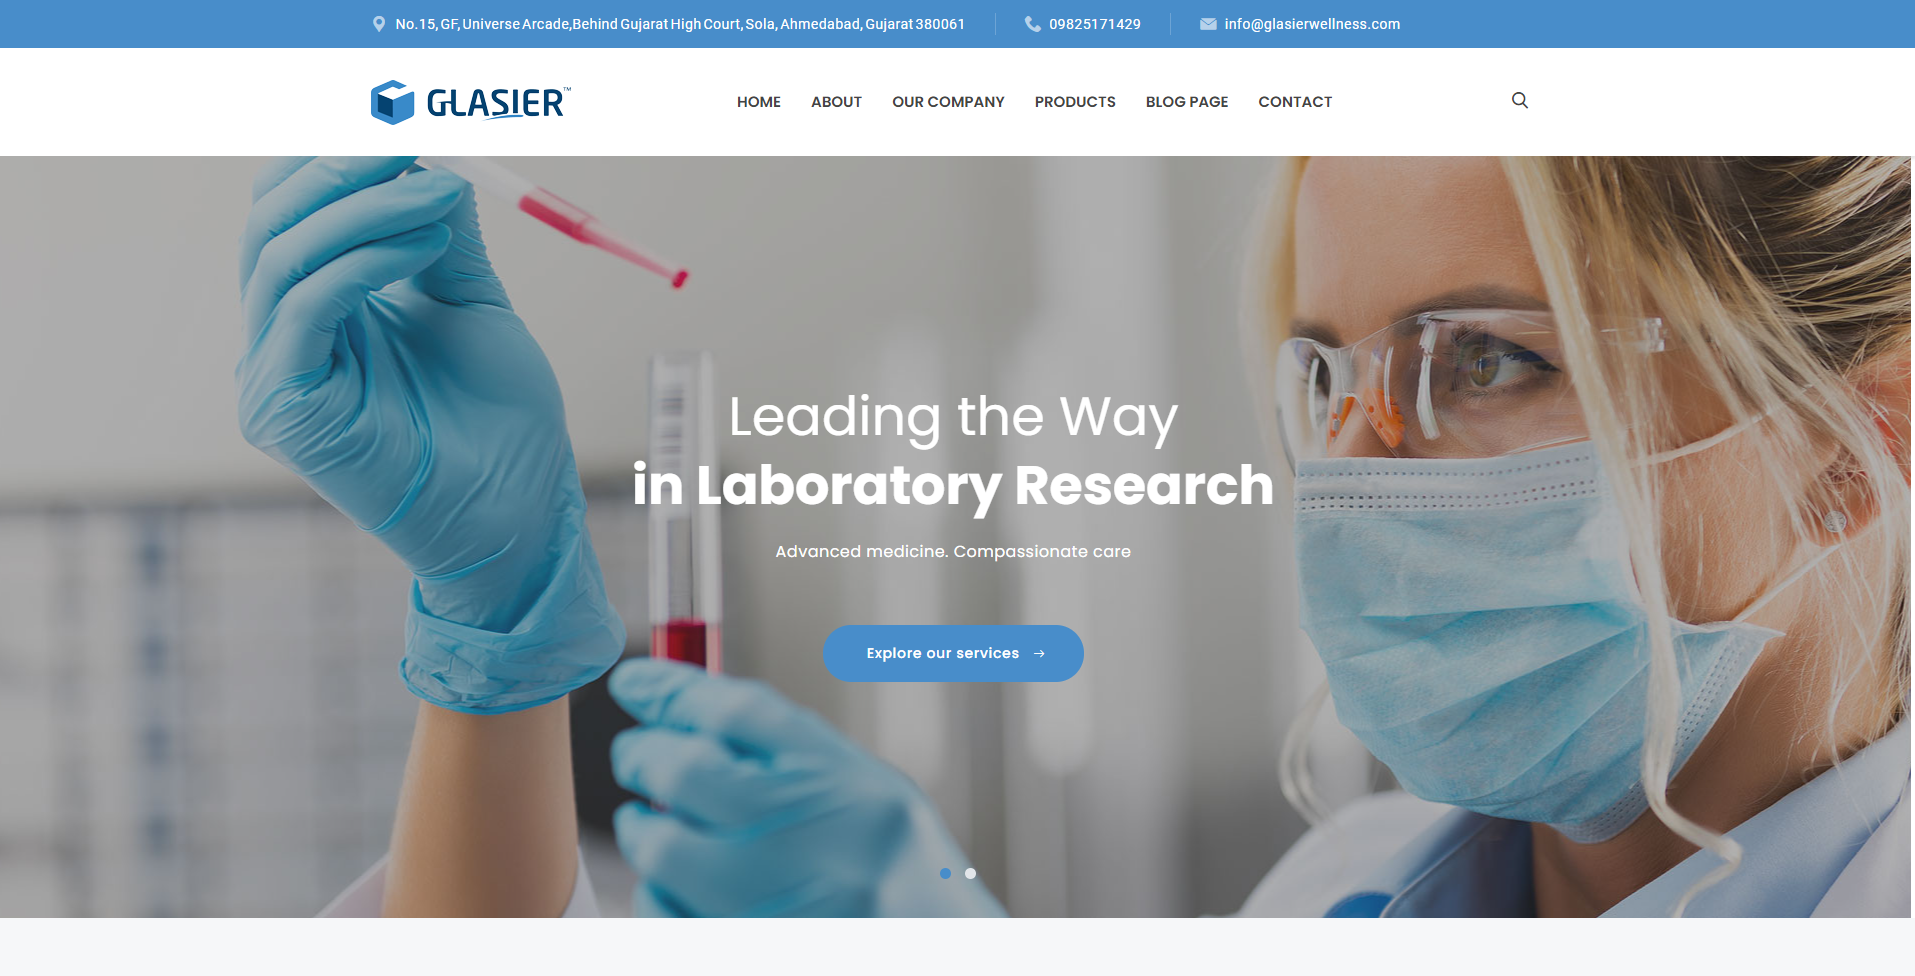 No.15, GF, Universe Arcade,Behind Gujarat High Court, Sola, Ahmedabad, Gujarat 380061
09825171429
info@glasierwellness.com
GLASIER™
HOME
ABOUT
OUR COMPANY
PRODUCTS
BLOG PAGE
CONTACT
Leading the Way
in Laboratory Research
Advanced medicine. Compassionate care
Explore our services →